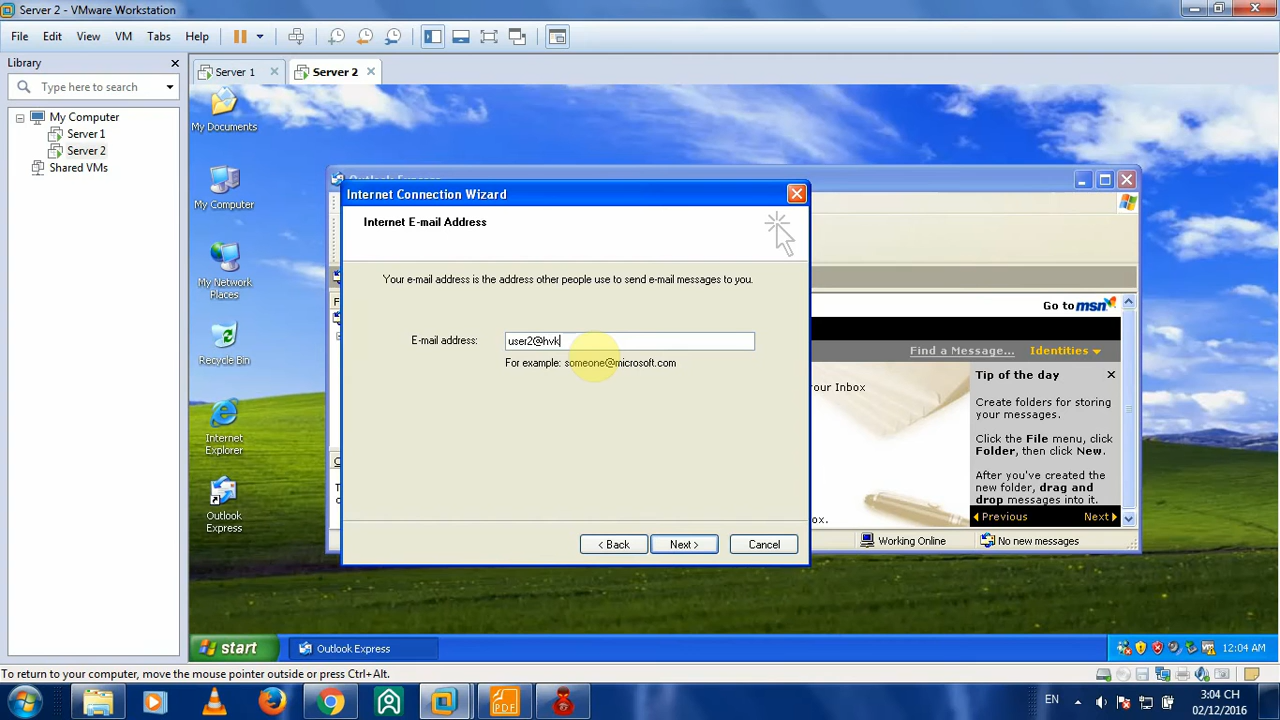 Server 2 - VMware Workstation
File Edit View VM Tabs Help
Library
Server 1
Server 2
Type here to search
My Computer
Server 1
Server 2
Shared VMs
My Documents
My Computer
My Network
Places
Recycle Bin
Internet
Explorer
Outlook
Express
Outlook Express
Internet Connection Wizard
Internet E-mail Address
Your e-mail address is the address other people use to send e-mail messages to you.
E-mail address:
user2@hvk
For example: someone@microsoft.com
< Back
Next >
Cancel
Go to msn
Find a Message...
Identities
our Inbox
Tip of the day
Create folders for storing
your messages.
Click the File menu, click
Folder, then click New.
After you've created the
new folder, drag and
drop messages into it.
Previous
Next
ox.
Working Online
No new messages
start
Outlook Express
12:04 AM
To return to your computer, move the mouse pointer outside or press Ctrl+Alt.
PDF
EN
3:04 CH
02/12/2016